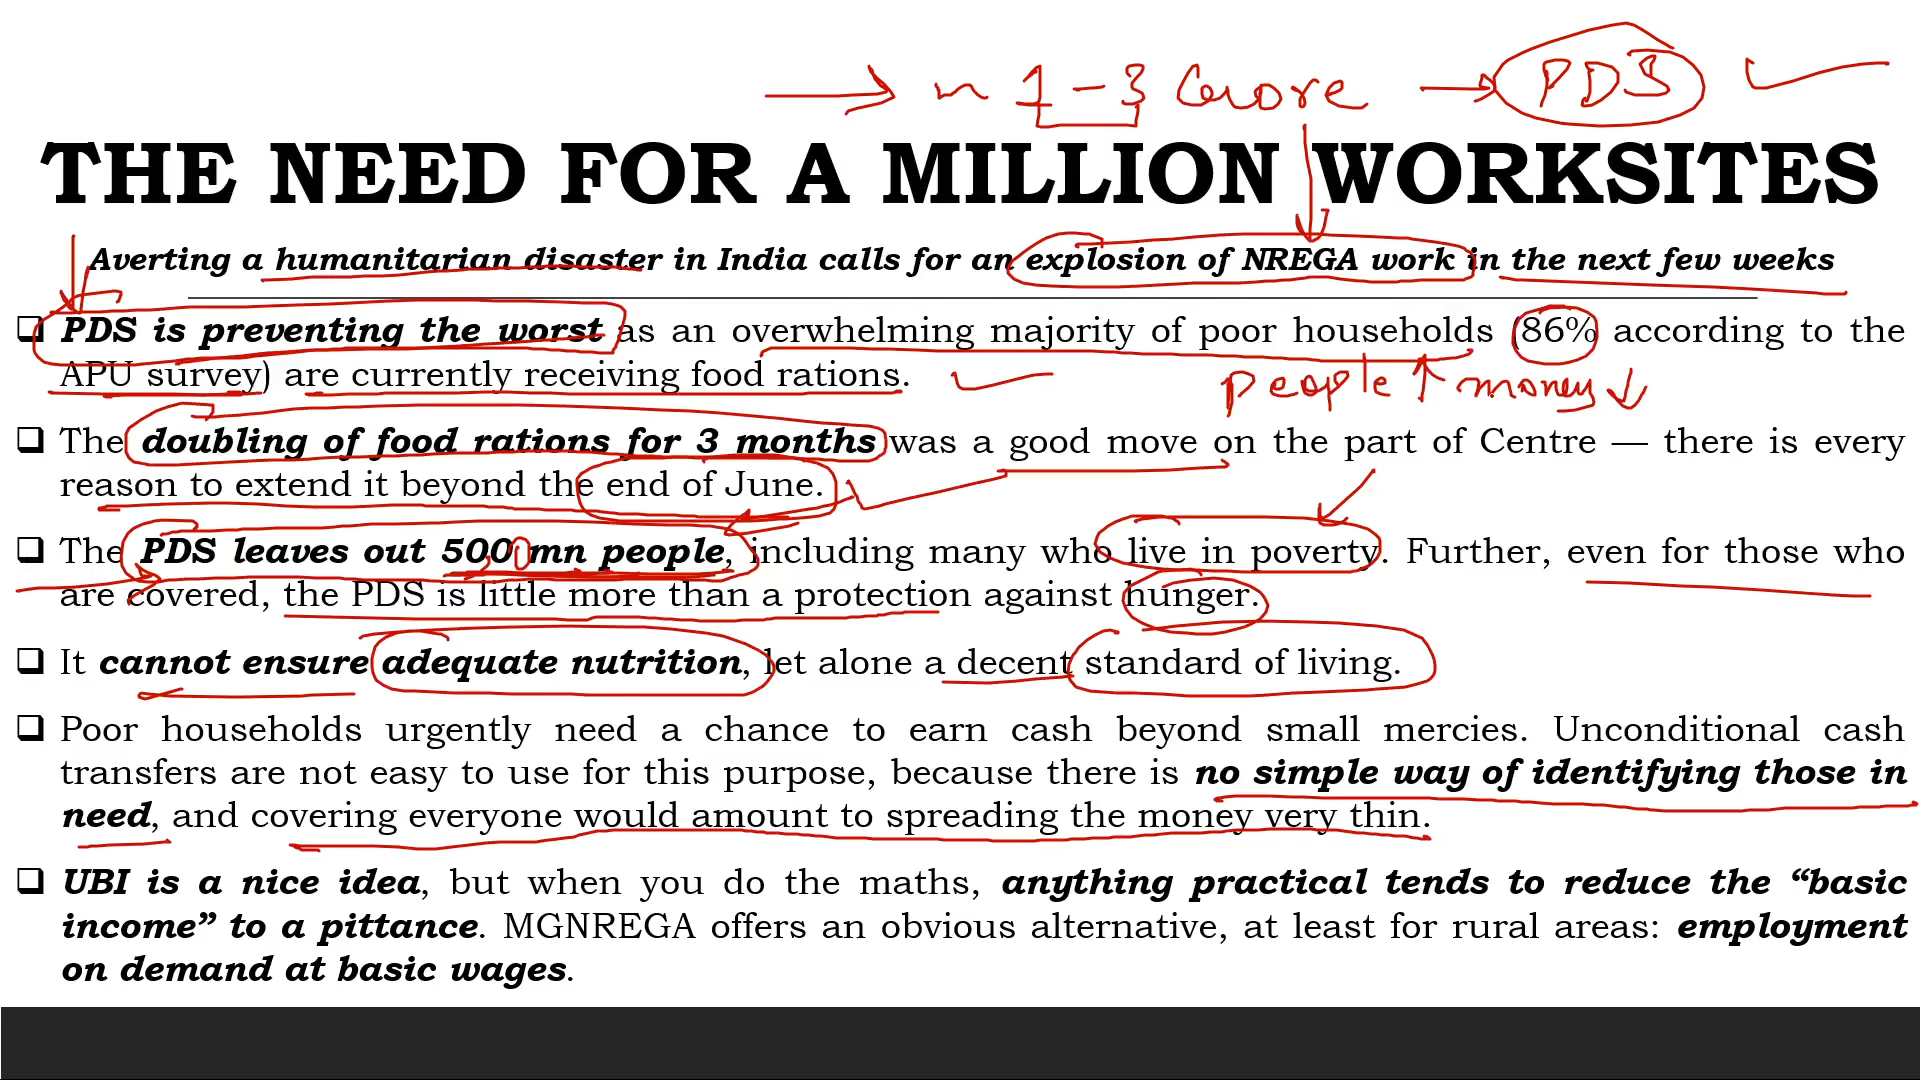 → n 1-3 Crore → PDS
THE NEED FOR A MILLION WORKSITES
Averting a humanitarian disaster in India calls for an explosion of NREGA work in the next few weeks
❑ PDS is preventing the worst as an overwhelming majority of poor households (86% according to the
APU survey) are currently receiving food rations.
people ↑ money ↓
❑ The doubling of food rations for 3 months was a good move on the part of Centre — there is every
reason to extend it beyond the end of June.
❑ The PDS leaves out 500 mn people, including many who live in poverty. Further, even for those who
are covered, the PDS is little more than a protection against hunger.
❑ It cannot ensure adequate nutrition, let alone a decent standard of living.
❑ Poor households urgently need a chance to earn cash beyond small mercies. Unconditional cash
transfers are not easy to use for this purpose, because there is no simple way of identifying those in
need, and covering everyone would amount to spreading the money very thin.
❑ UBI is a nice idea, but when you do the maths, anything practical tends to reduce the “basic
income” to a pittance. MGNREGA offers an obvious alternative, at least for rural areas: employment
on demand at basic wages.